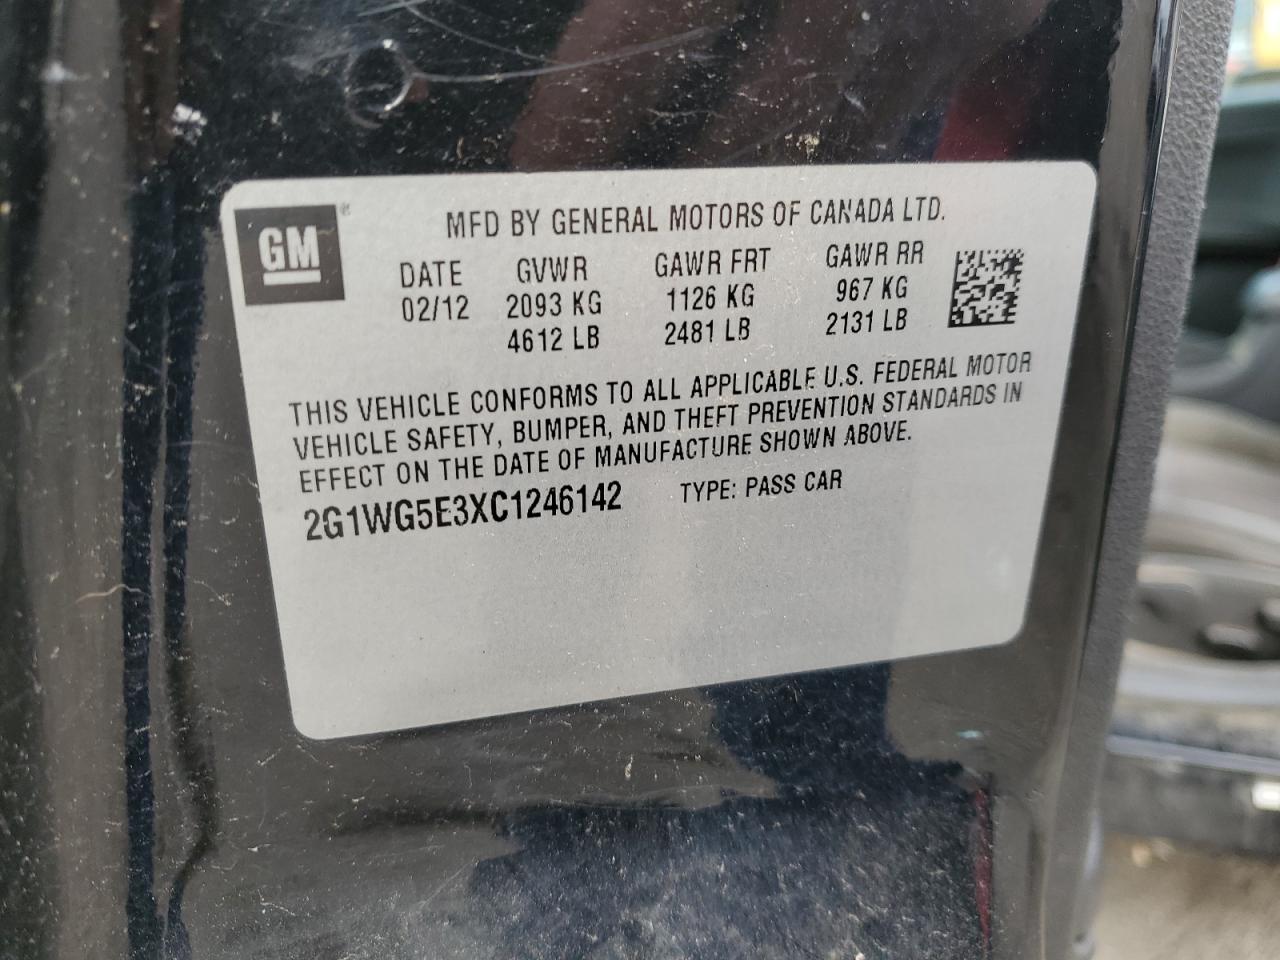 GM
MFD BY GENERAL MOTORS OF CANADA LTD.
DATE GVWR GAWR FRT GAWR RR
02/12 2093 KG 1126 KG 967 KG
4612 LB 2481 LB 2131 LB
THIS VEHICLE CONFORMS TO ALL APPLICABLE U.S. FEDERAL MOTOR
VEHICLE SAFETY, BUMPER, AND THEFT PREVENTION STANDARDS IN
EFFECT ON THE DATE OF MANUFACTURE SHOWN ABOVE.
2G1WG5E3XC1246142 TYPE: PASS CAR